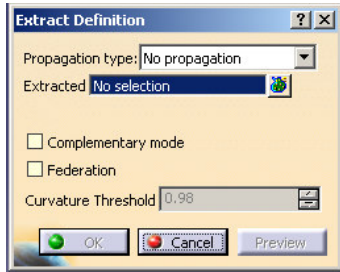 Extract Definition
Propagation type: No propagation
Extracted No selection
Complementary mode
Federation
Curvature Threshold 0.98
OK Cancel Preview